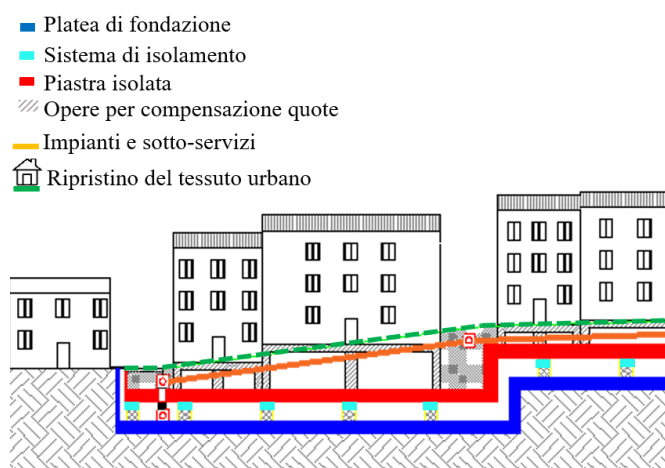 Platea di fondazione
Sistema di isolamento
Piastra isolata
Opere per compensazione quote
Impianti e sotto-servizi
Ripristino del tessuto urbano